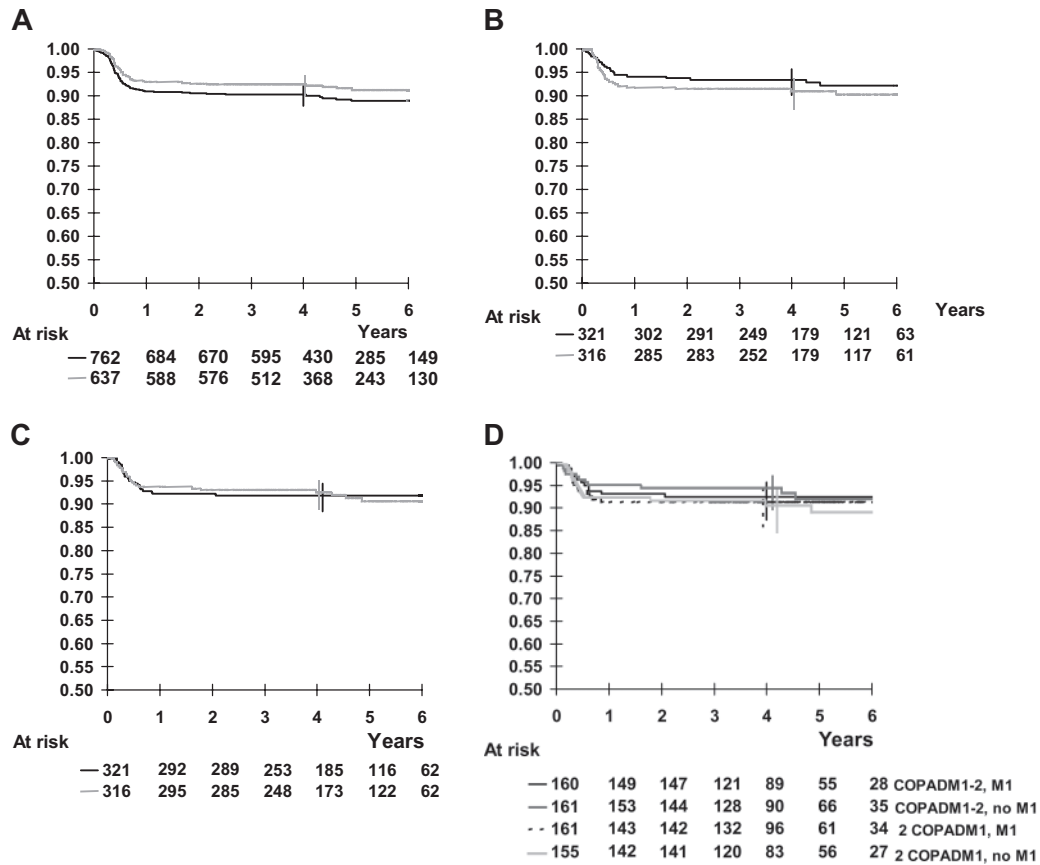 A
1.00
0.95
0.90
0.85
0.80
0.75
0.70
0.65
0.60
0.55
0.50
0 1 2 3 4 5 6
At risk Years
762 684 670 595 430 285 149
637 588 576 512 368 243 130
B
1.00
0.95
0.90
0.85
0.80
0.75
0.70
0.65
0.60
0.55
0.50
0 1 2 3 4 5 6 Years
At risk
321 302 291 249 179 121 63
316 285 283 252 179 117 61
C
1.00
0.95
0.90
0.85
0.80
0.75
0.70
0.65
0.60
0.55
0.50
0 1 2 3 4 5 6
At risk Years
321 292 289 253 185 116 62
316 295 285 248 173 122 62
D
1.00
0.95
0.90
0.85
0.80
0.75
0.70
0.65
0.60
0.55
0.50
0 1 2 3 4 5 6
Years
At risk
160 149 147 121 89 55 28 COPADM1-2, M1
161 153 144 128 90 66 35 COPADM1-2, no M1
161 143 142 132 96 61 34 2 COPADM1, M1
155 142 141 120 83 56 27 2 COPADM1, no M1